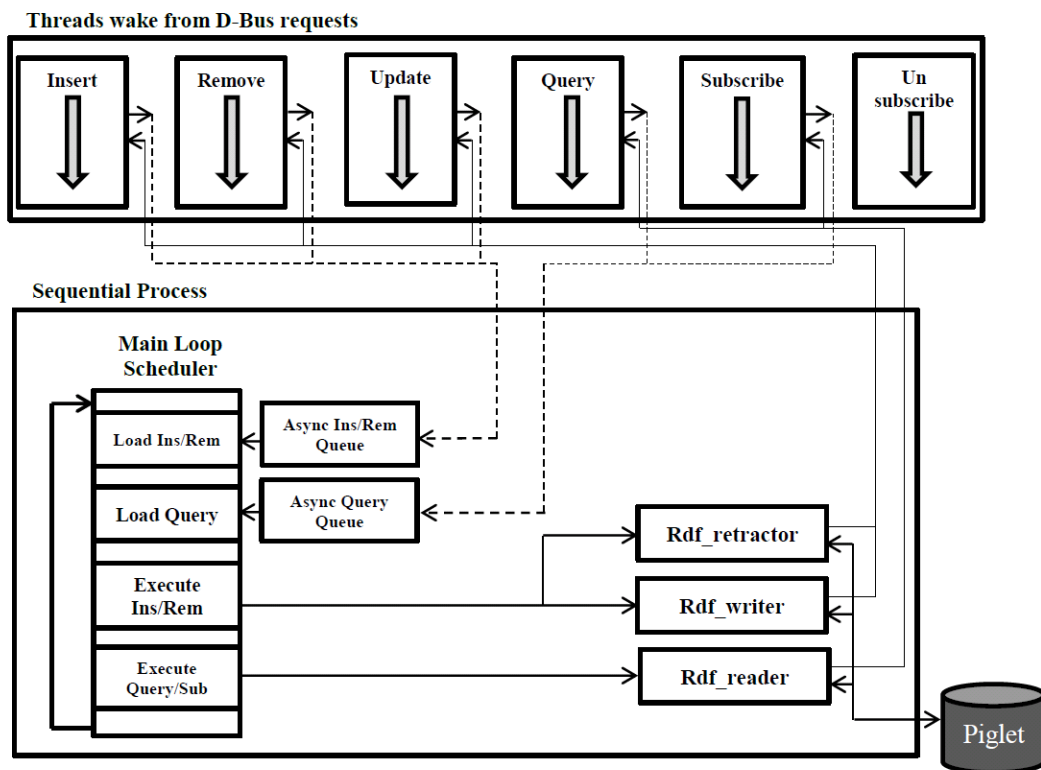 Threads wake from D-Bus requests
Insert
Remove
Update
Query
Subscribe
Un
subscribe
Sequential Process
Main Loop
Scheduler
Load Ins/Rem
Async Ins/Rem
Queue
Load Query
Async Query
Queue
Execute
Ins/Rem
Execute
Query/Sub
Rdf_retractor
Rdf_writer
Rdf_reader
Piglet